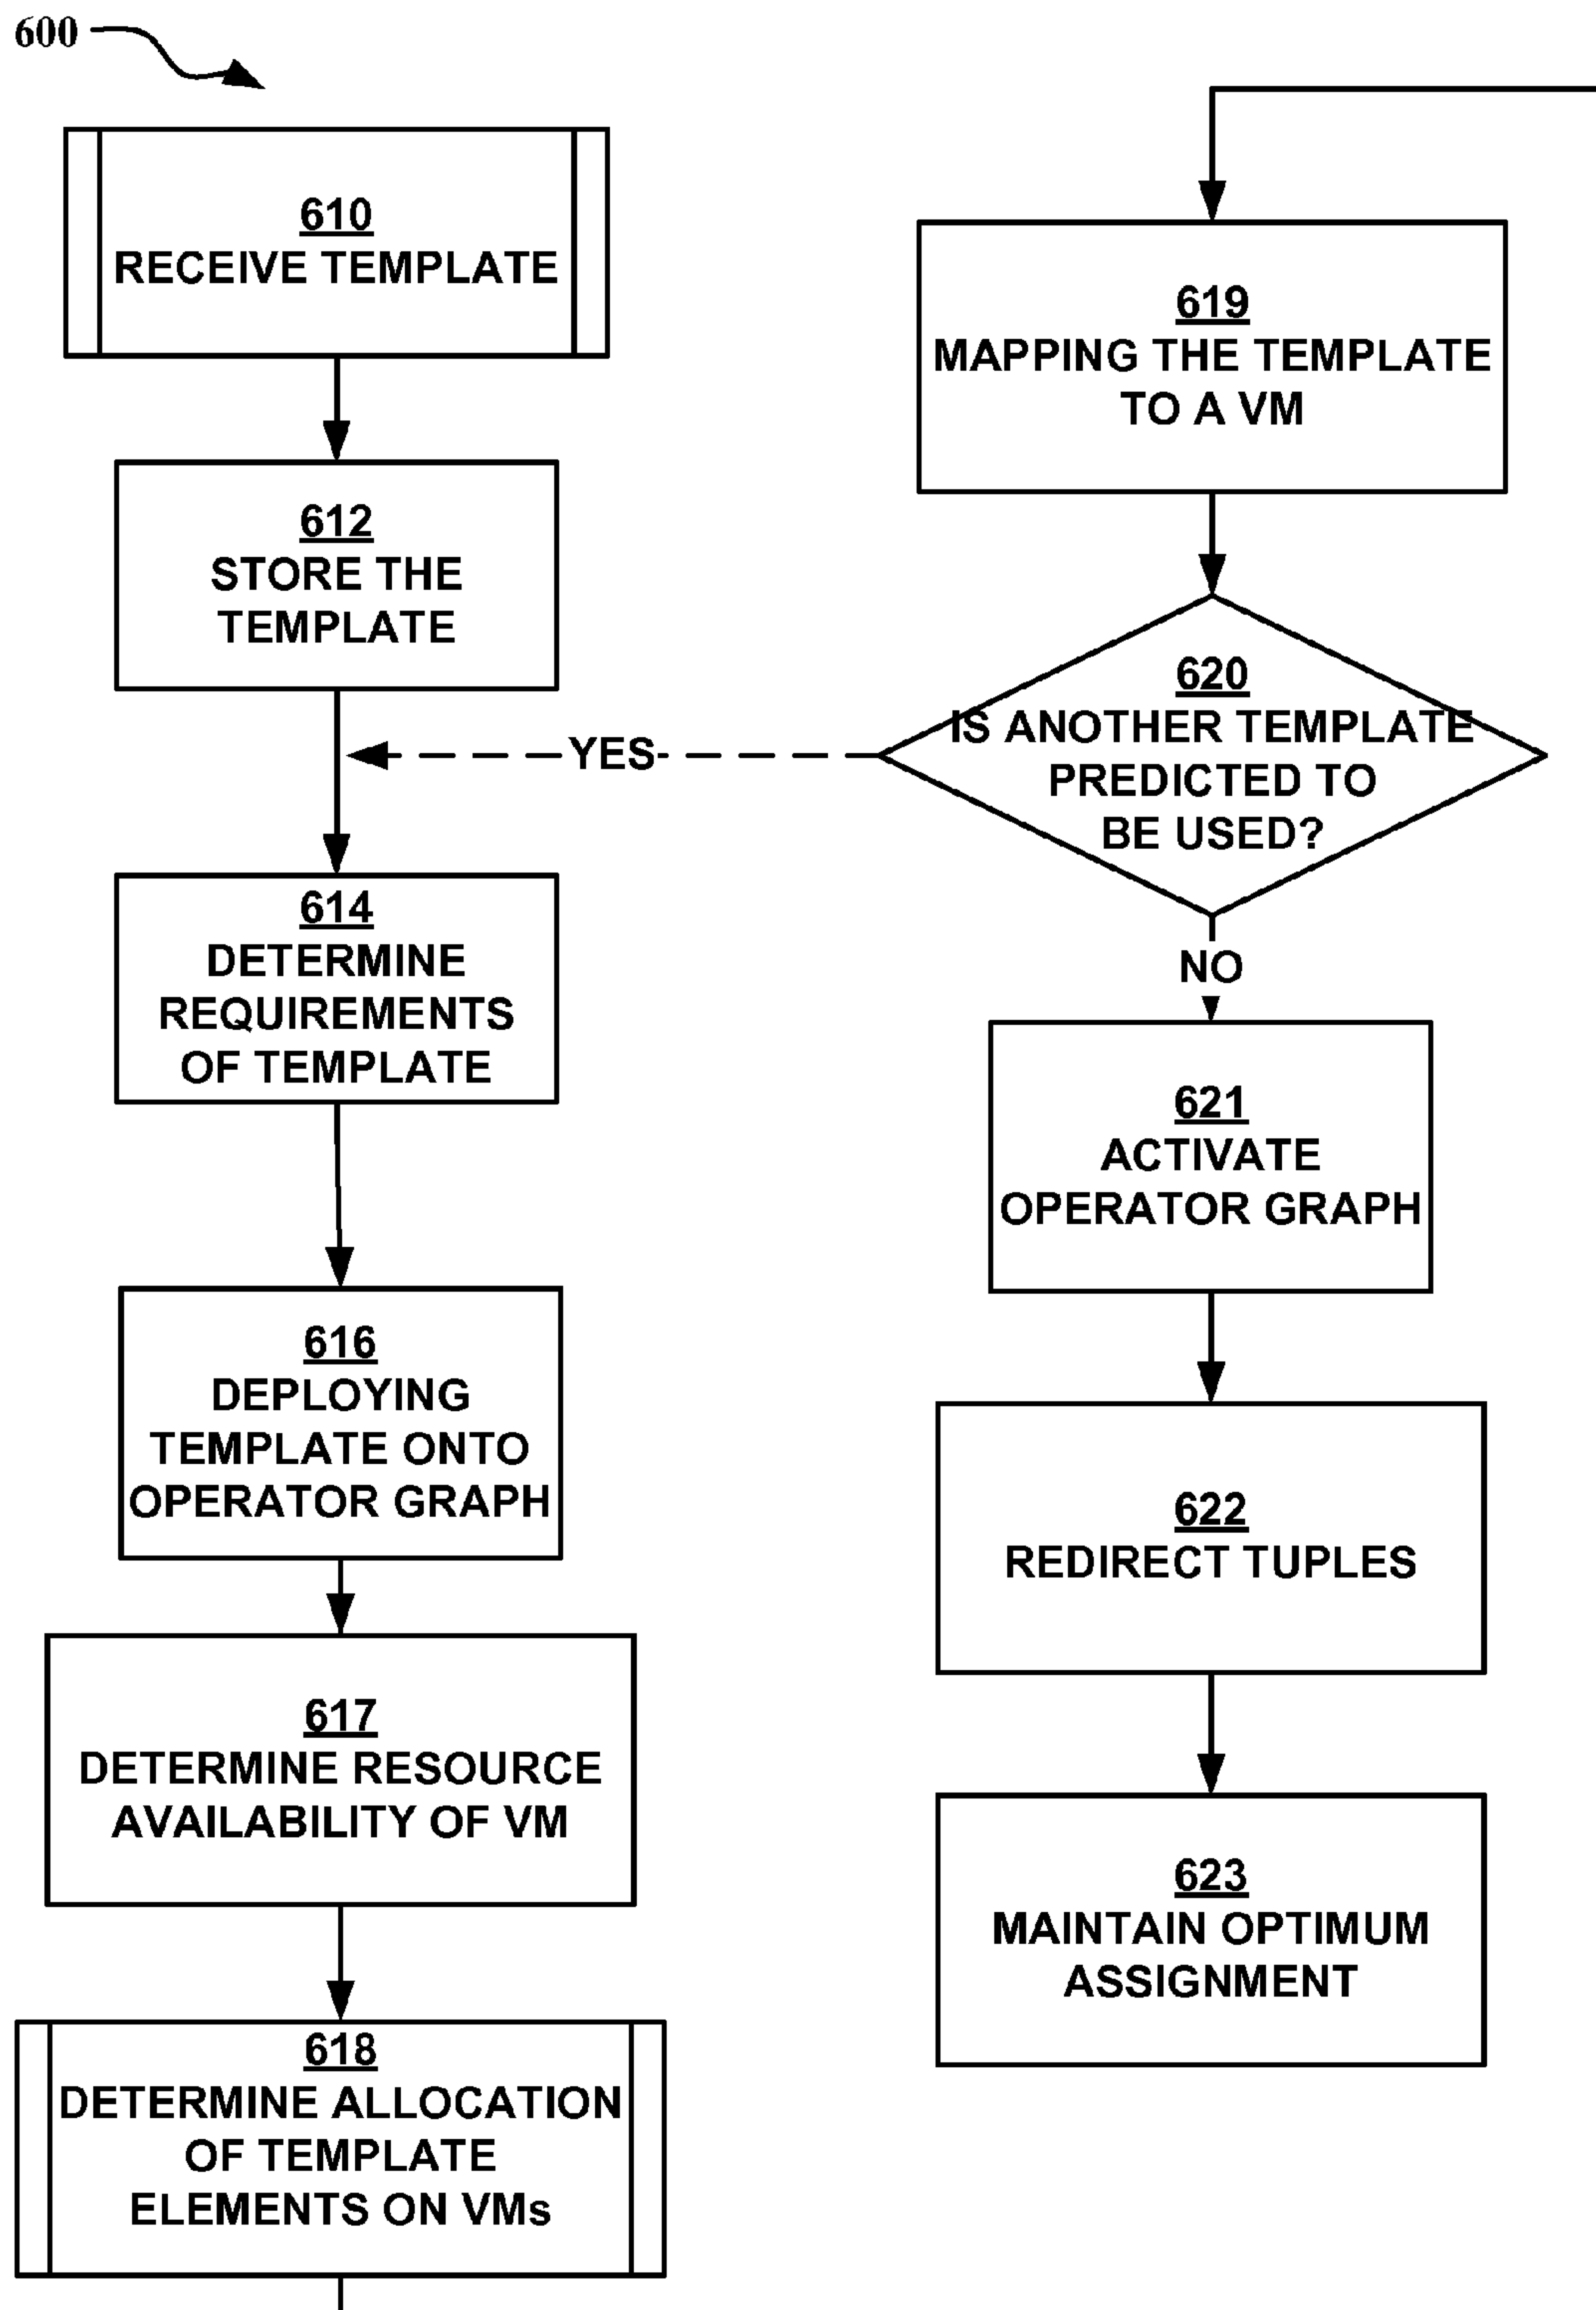 600
610
RECEIVE TEMPLATE
612
STORE THE
TEMPLATE
614
DETERMINE
REQUIREMENTS
OF TEMPLATE
616
DEPLOYING
TEMPLATE ONTO
OPERATOR GRAPH
617
DETERMINE RESOURCE
AVAILABILITY OF VM
618
DETERMINE ALLOCATION
OF TEMPLATE
ELEMENTS ON VMs
619
MAPPING THE TEMPLATE
TO A VM
620
IS ANOTHER TEMPLATE
PREDICTED TO
BE USED?
YES
NO
621
ACTIVATE
OPERATOR GRAPH
622
REDIRECT TUPLES
623
MAINTAIN OPTIMUM
ASSIGNMENT